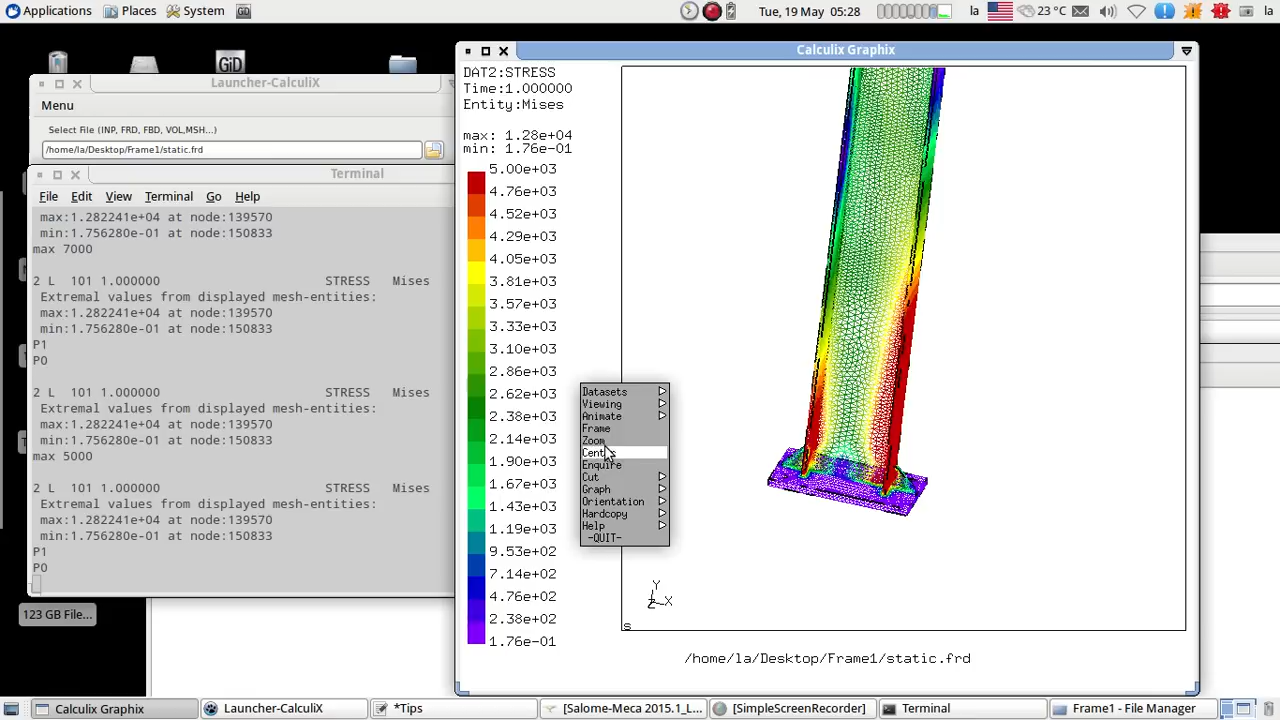 Applications Places System
Tue, 19 May 05:28
la
23 °C
la
GiD
Launcher-CalculiX
Menu
Select File (INP, FRD, FBD, VOL,MSH...)
/home/la/Desktop/Frame1/static.frd
Terminal
File Edit View Terminal Go Help
max:1.282241e+04 at node:139570
min:1.756280e-01 at node:150833
max 7000
2 L 101 1.000000 STRESS Mises
Extremal values from displayed mesh-entities:
max:1.282241e+04 at node:139570
min:1.756280e-01 at node:150833
P1
P0
2 L 101 1.000000 STRESS Mises
Extremal values from displayed mesh-entities:
max:1.282241e+04 at node:139570
min:1.756280e-01 at node:150833
max 5000
2 L 101 1.000000 STRESS Mises
Extremal values from displayed mesh-entities:
max:1.282241e+04 at node:139570
min:1.756280e-01 at node:150833
P1
P0
123 GB File...
Calculix Graphix
DAT2:STRESS
Time:1.000000
Entity:Mises
max: 1.28e+04
min: 1.76e-01
5.00e+03
4.76e+03
4.52e+03
4.29e+03
4.05e+03
3.81e+03
3.57e+03
3.33e+03
3.10e+03
2.86e+03
2.62e+03
2.38e+03
2.14e+03
1.90e+03
1.67e+03
1.43e+03
1.19e+03
9.53e+02
7.14e+02
4.76e+02
2.38e+02
1.76e-01
Datasets
Viewing
Animate
Frame
Zoom
Enquire
Cut
Graph
Orientation
Hardcopy
Help
-QUIT-
Y
Z X
s
/home/la/Desktop/Frame1/static.frd
Calculix Graphix
Launcher-CalculiX
*Tips
[Salome-Meca 2015.1_L...
[SimpleScreenRecorder]
Terminal
Frame1 - File Manager